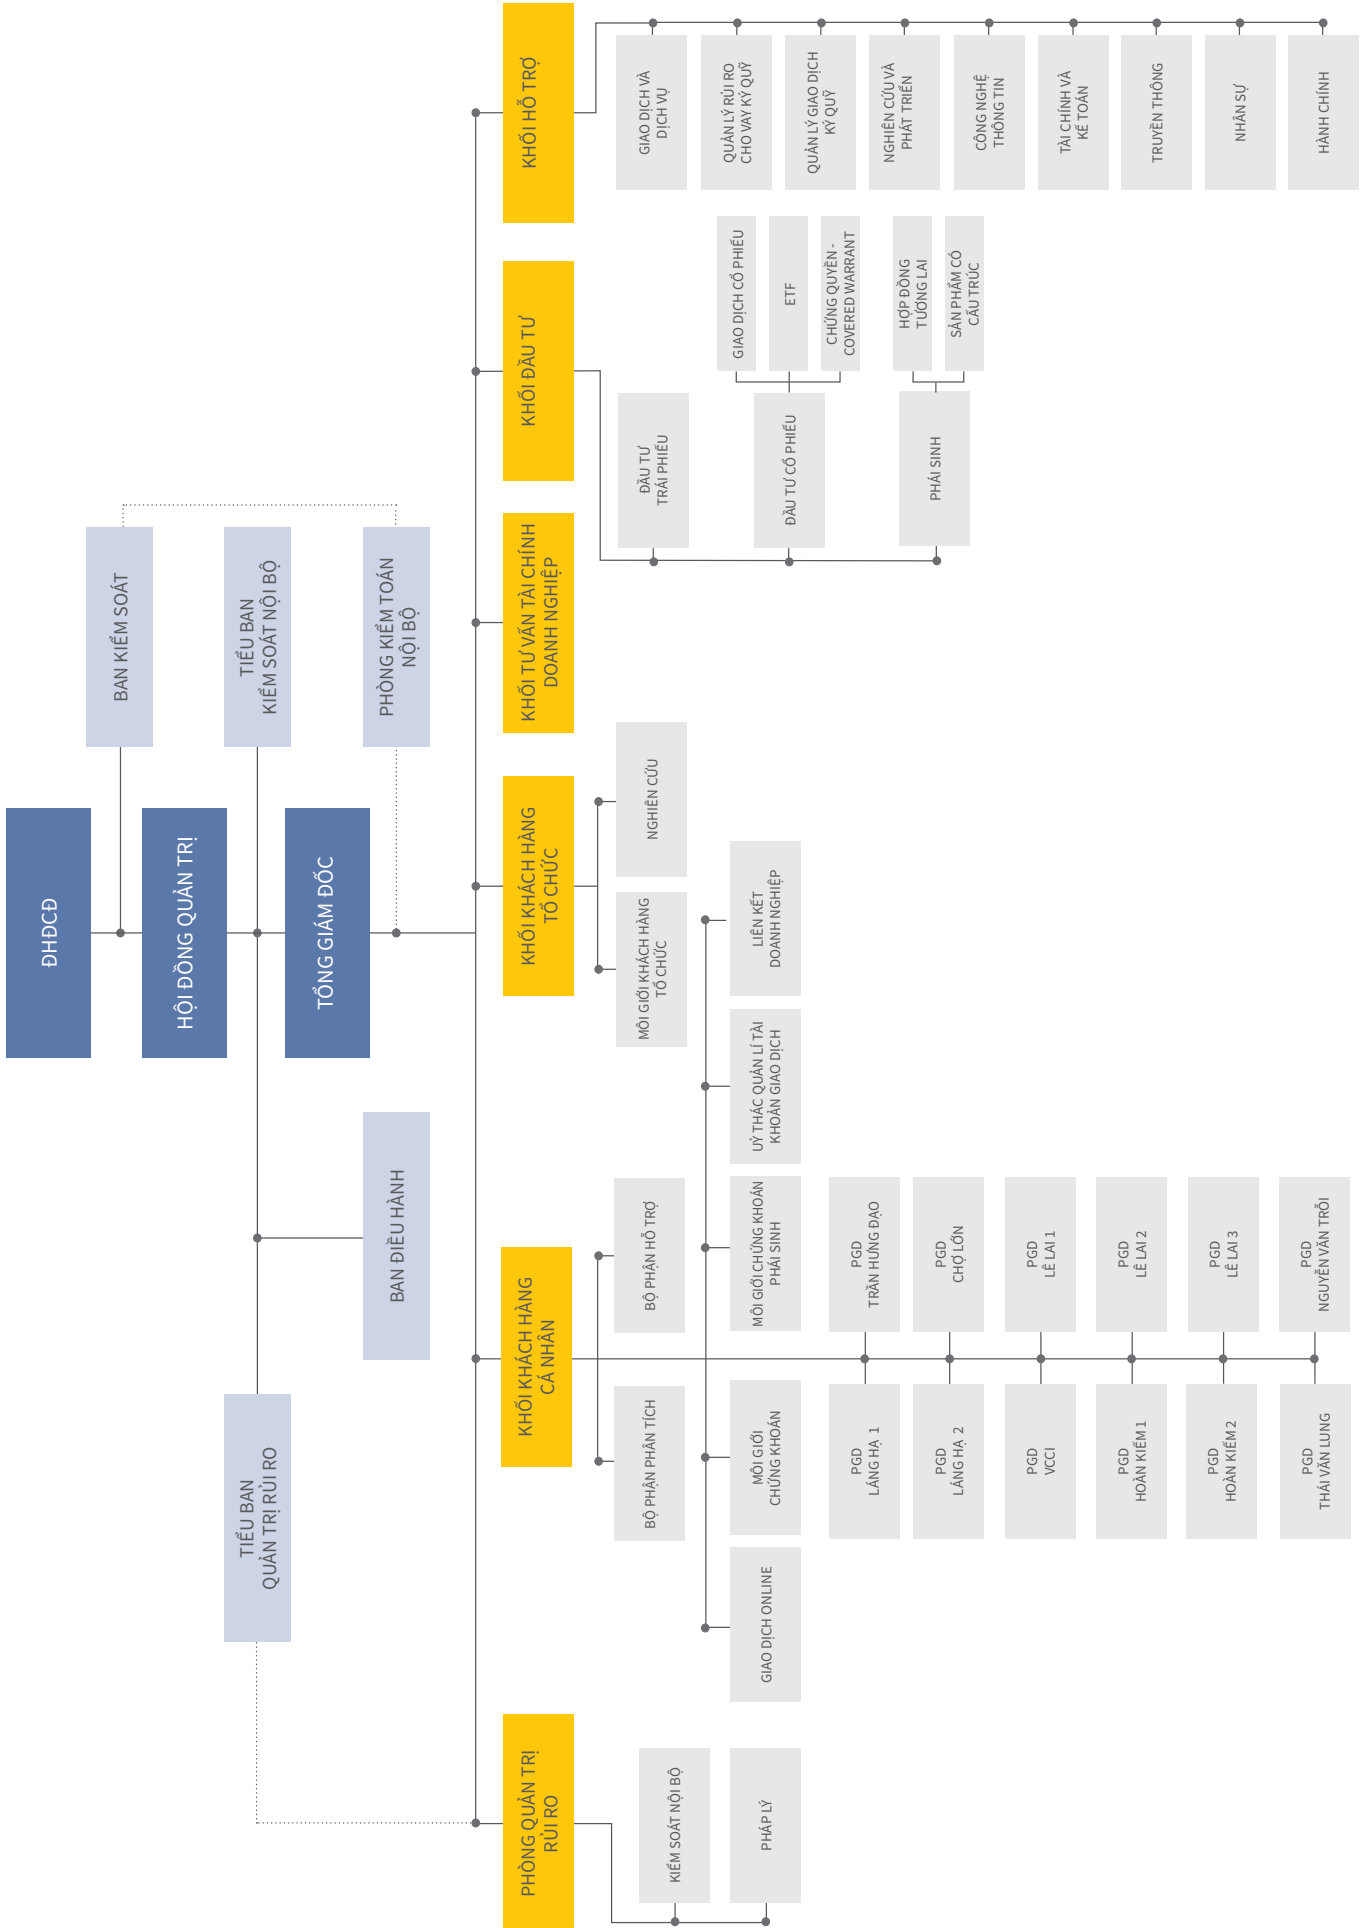 ĐHĐCĐ
BAN KIỂM SOÁT
HỘI ĐỒNG QUẢN TRỊ
TIỂU BAN
QUẢN TRỊ RỦI RO
TIỂU BAN
KIỂM SOÁT NỘI BỘ
TỔNG GIÁM ĐỐC
BAN ĐIỀU HÀNH
PHÒNG KIỂM TOÁN
NỘI BỘ
PHÒNG QUẢN TRỊ
RỦI RO
KHỐI KHÁCH HÀNG
CÁ NHÂN
KHỐI KHÁCH HÀNG
TỔ CHỨC
KHỐI TƯ VẤN TÀI CHÍNH
DOANH NGHIỆP
KHỐI ĐẦU TƯ
KHỐI HỖ TRỢ
KIỂM SOÁT NỘI BỘ
PHÁP LÝ
BỘ PHẬN PHÂN TÍCH
BỘ PHẬN HỖ TRỢ
GIAO DỊCH ONLINE
MÔI GIỚI
CHỨNG KHOÁN
MÔI GIỚI CHỨNG KHOÁN
PHÁI SINH
UỶ THÁC QUẢN LÍ TÀI
KHOẢN GIAO DỊCH
LIÊN KẾT
DOANH NGHIỆP
PGD
LÁNG HẠ 1
PGD
TRẦN HƯNG ĐẠO
PGD
LÁNG HẠ 2
PGD
CHỢ LỚN
PGD
VCCI
PGD
LÊ LAI 1
PGD
HOÀN KIẾM 1
PGD
LÊ LAI 2
PGD
HOÀN KIẾM 2
PGD
LÊ LAI 3
PGD
THÁI VĂN LUNG
PGD
NGUYỄN VĂN TRỖI
MÔI GIỚI KHÁCH HÀNG
TỔ CHỨC
NGHIÊN CỨU
ĐẦU TƯ
TRÁI PHIẾU
ĐẦU TƯ CỔ PHIẾU
GIAO DỊCH CỔ PHIẾU
ETF
CHỨNG QUYỀN -
COVERED WARRANT
PHÁI SINH
HỢP ĐỒNG
TƯƠNG LAI
SẢN PHẨM CÓ
CẤU TRÚC
GIAO DỊCH VÀ
DỊCH VỤ
QUẢN LÝ RỦI RO
CHO VAY KÝ QUỸ
QUẢN LÝ GIAO DỊCH
KÝ QUỸ
NGHIÊN CỨU VÀ
PHÁT TRIỂN
CÔNG NGHỆ
THÔNG TIN
TÀI CHÍNH VÀ
KẾ TOÁN
TRUYỀN THÔNG
NHÂN SỰ
HÀNH CHÍNH